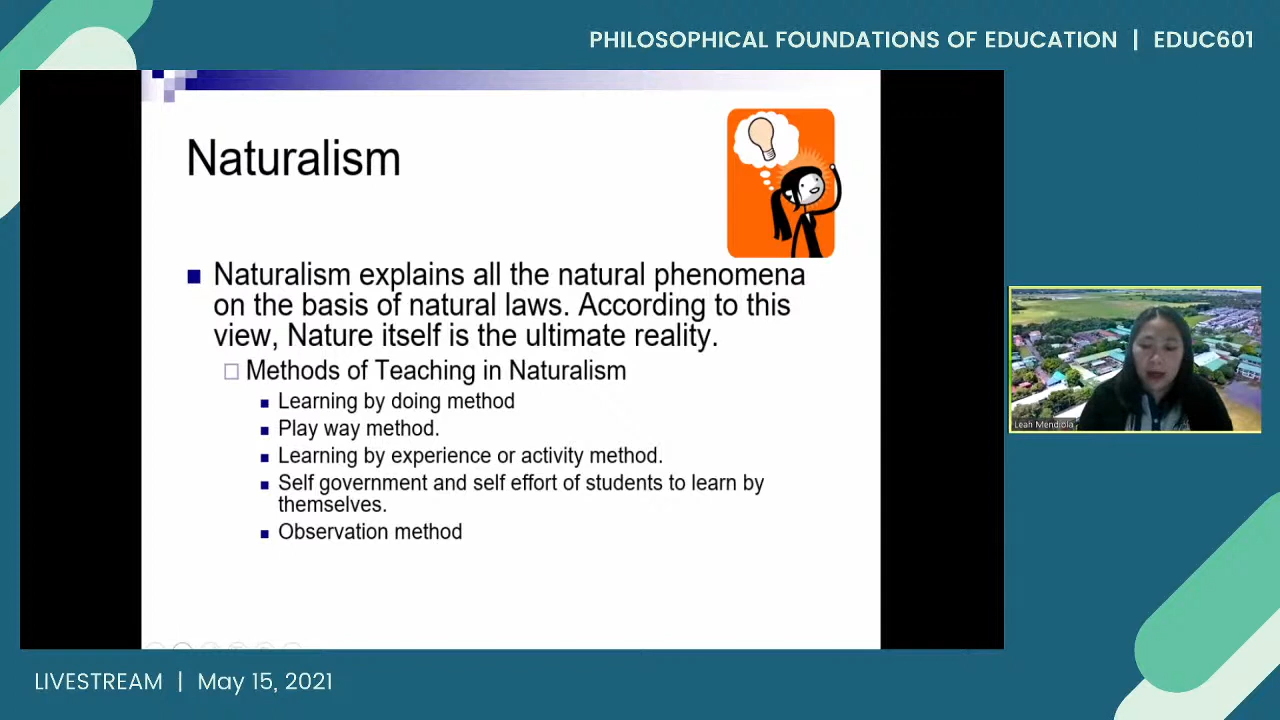 PHILOSOPHICAL FOUNDATIONS OF EDUCATION | EDUC601
Naturalism
Naturalism explains all the natural phenomena
on the basis of natural laws. According to this
view, Nature itself is the ultimate reality.
Methods of Teaching in Naturalism
Learning by doing method
Play way method.
Learning by experience or activity method.
Self government and self effort of students to learn by
themselves.
Observation method
Leah Mendiola
LIVESTREAM | May 15, 2021